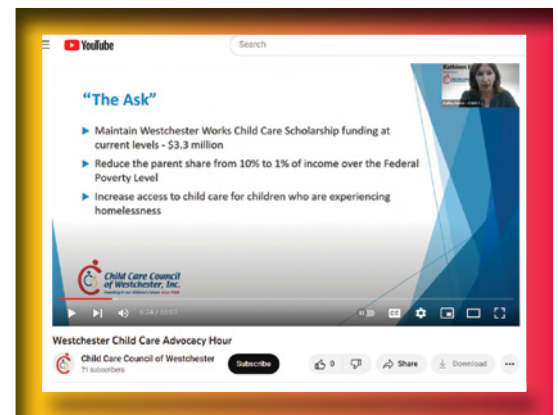 YouTube
Search
Kathleen
"The Ask"
▶ Maintain Westchester Works Child Care Scholarship funding at
current levels - $3.3 million
▶ Reduce the parent share from 10% to 1% of income over the Federal
Poverty Level
▶ Increase access to child care for children who are experiencing
homelessness
Child Care Council
of Westchester, Inc.
CC
Westchester Child Care Advocacy Hour
Child Care Council of Westchester
71 subscribers
Subscribe
0
Share
Download